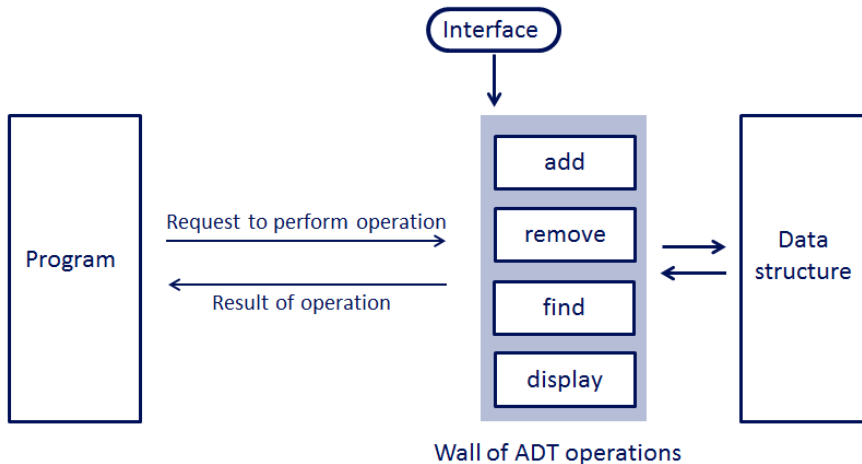 Interface
add
Request to perform operation
remove
Program
Data
structure
Result of operation
find
display
Wall of ADT operations